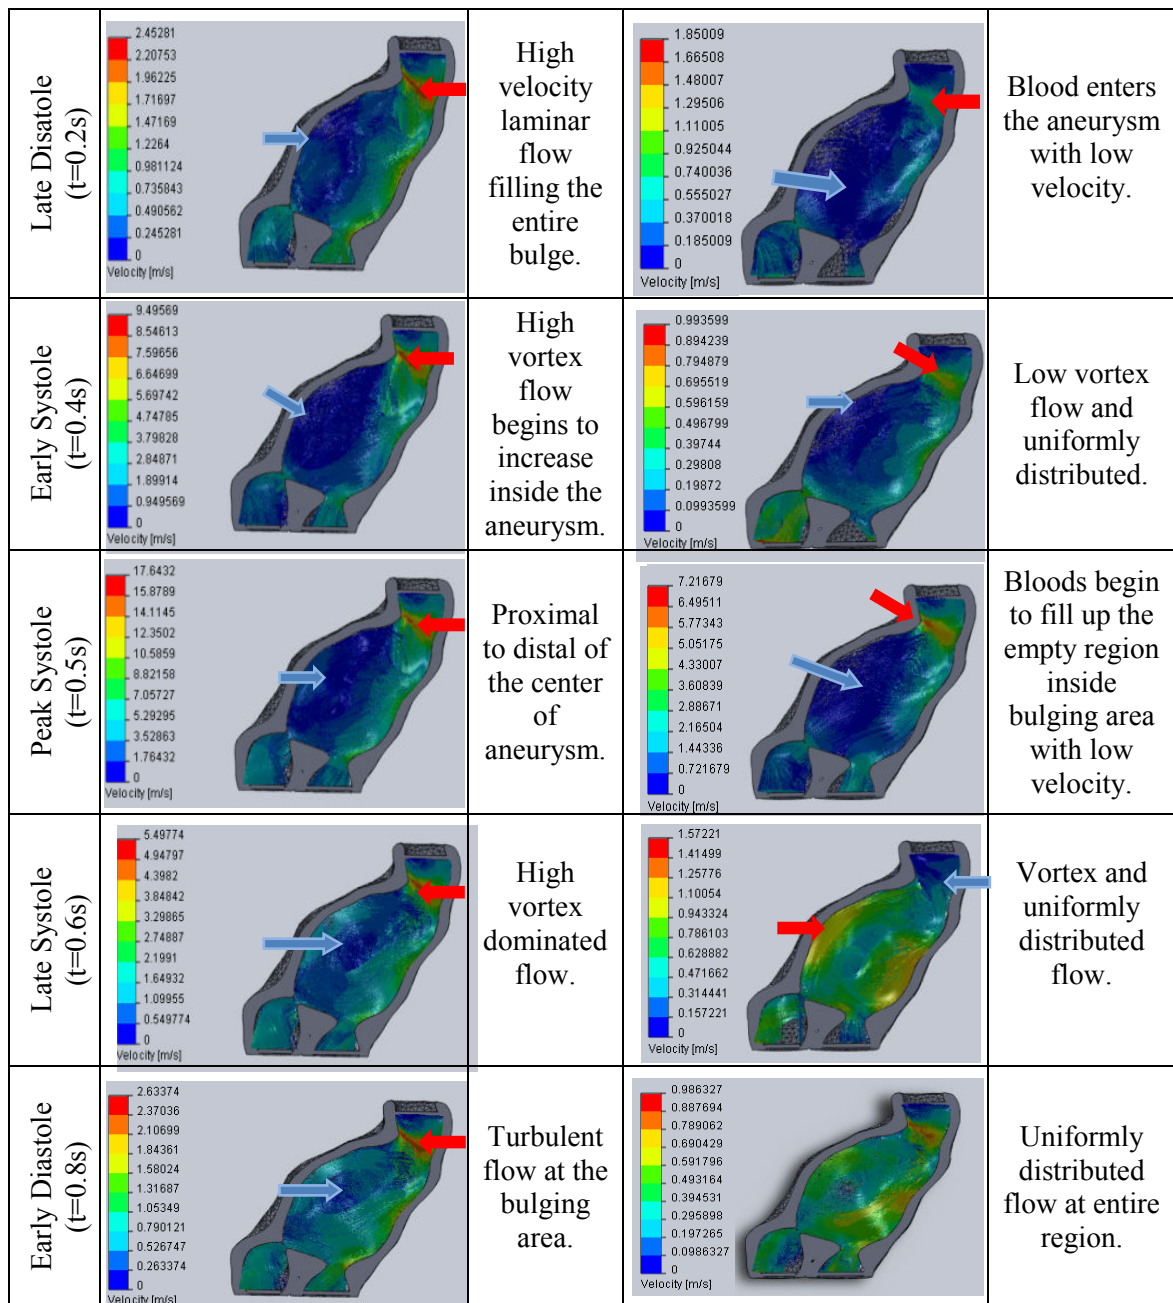 Late Disatole
(t=0.2s)
2.45281
2.20753
1.96225
1.71697
1.47169
1.2264
0.981124
0.735843
0.490562
0.245281
0
Velocity [m/s]
High
velocity
laminar
flow
filling the
entire
bulge.
1.85009
1.66508
1.48007
1.29506
1.11005
0.925044
0.740036
0.555027
0.370018
0.185009
0
Velocity [m/s]
Blood enters
the aneurysm
with low
velocity.
Early Systole
(t=0.4s)
9.49569
8.54613
7.59656
6.64699
5.69742
4.74785
3.79828
2.84871
1.89914
0.949569
0
Velocity [m/s]
High
vortex
flow
begins to
increase
inside the
aneurysm.
0.993599
0.894239
0.794879
0.695519
0.596159
0.496799
0.39744
0.29808
0.19872
0.0993599
0
Velocity [m/s]
Low vortex
flow and
uniformly
distributed.
Peak Systole
(t=0.5s)
17.6432
15.8789
14.1145
12.3502
10.5859
8.82158
7.05727
5.29295
3.52863
1.76432
0
Velocity [m/s]
Proximal
to distal of
the center
of
aneurysm.
7.21679
6.49511
5.77343
5.05175
4.33007
3.60839
2.88671
2.16504
1.44336
0.721679
0
Velocity [m/s]
Bloods begin
to fill up the
empty region
inside
bulging area
with low
velocity.
Late Systole
(t=0.6s)
5.49774
4.94797
4.3982
3.84842
3.29865
2.74887
2.1991
1.64932
1.09955
0.549774
0
Velocity [m/s]
High
vortex
dominated
flow.
1.57221
1.41499
1.25776
1.10054
0.943324
0.786103
0.628882
0.471662
0.314441
0.157221
0
Velocity [m/s]
Vortex and
uniformly
distributed
flow.
Early Diastole
(t=0.8s)
2.63374
2.37036
2.10699
1.84361
1.58024
1.31687
1.05349
0.790121
0.526747
0.263374
0
Velocity [m/s]
Turbulent
flow at the
bulging
area.
0.986327
0.887694
0.789062
0.690429
0.591796
0.493164
0.394531
0.295898
0.197265
0.0986327
0
Velocity [m/s]
Uniformly
distributed
flow at entire
region.